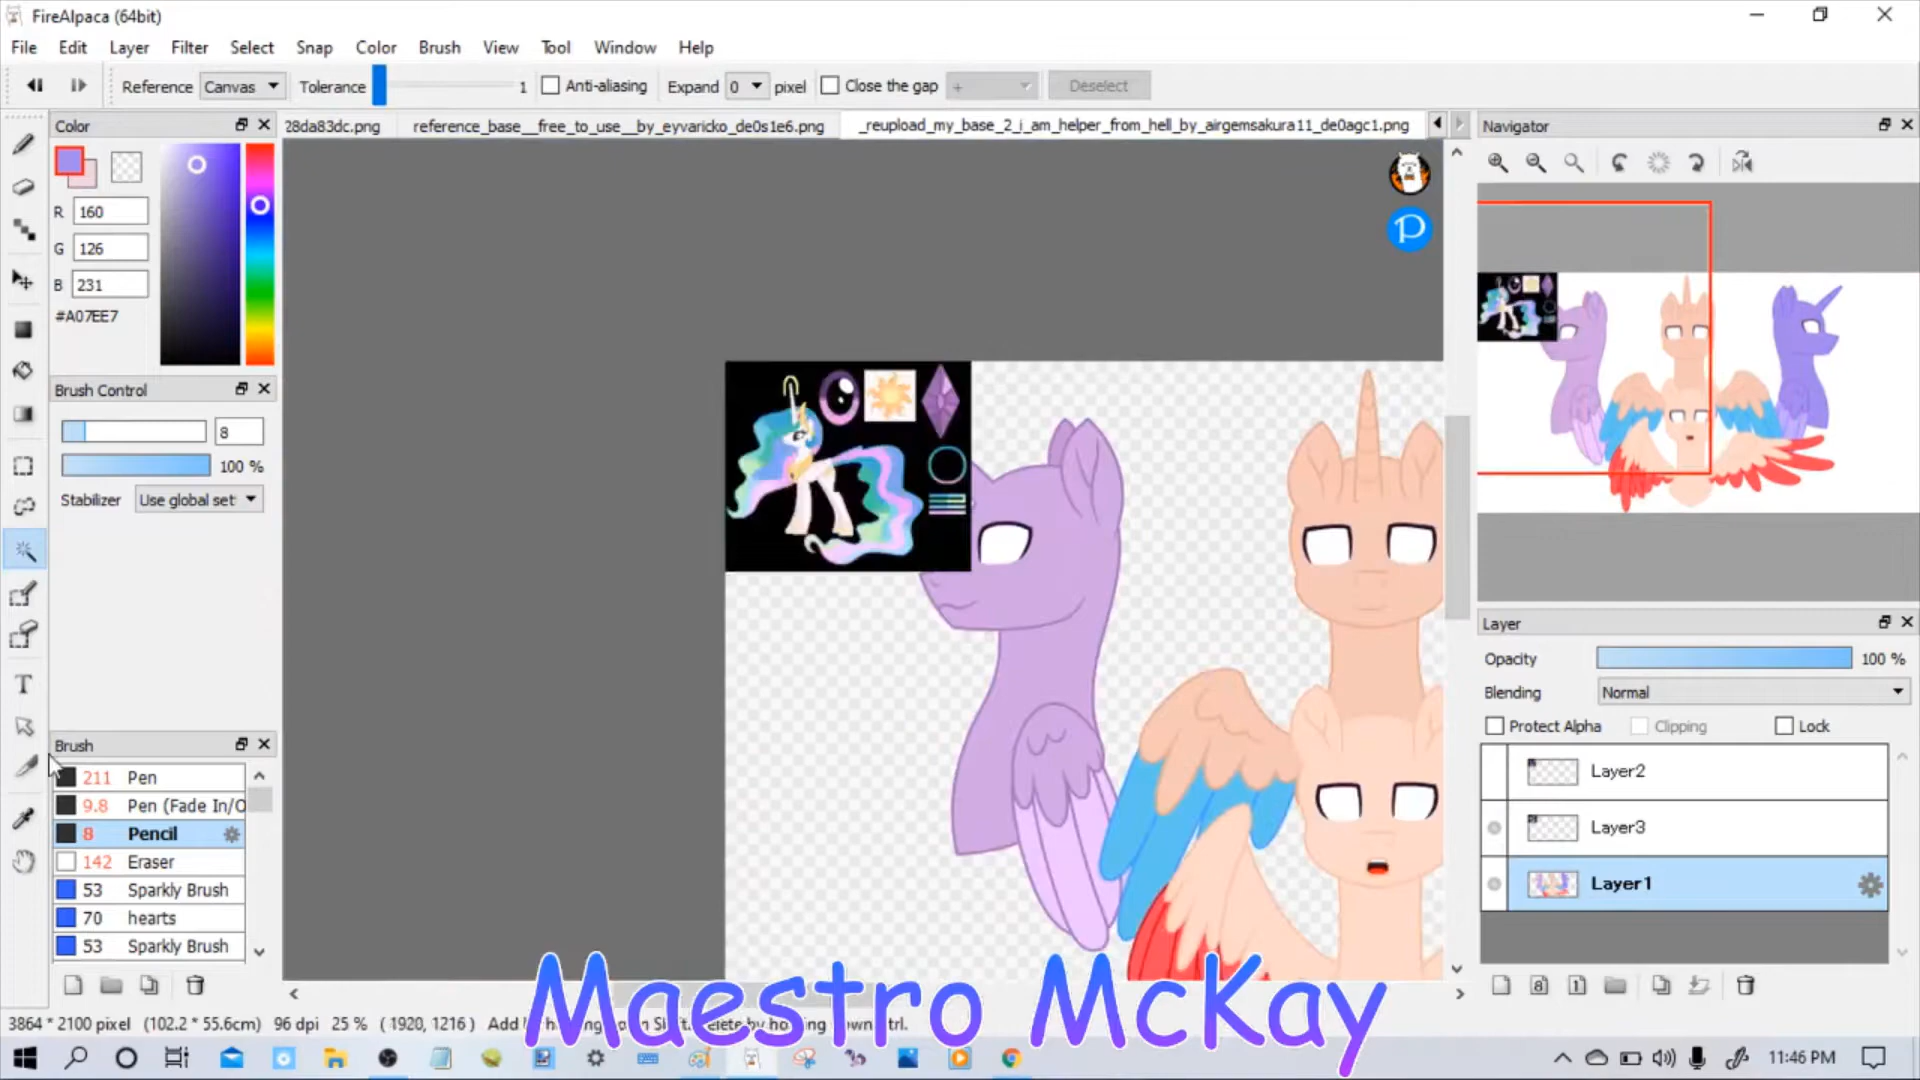 FireAlpaca (64bit)
File Edit Layer Filter Select Snap Color Brush View Tool Window Help
Reference Canvas Tolerance 1 Anti-aliasing Expand 0 pixel Close the gap + Deselect
Color 28da83dc.png reference_base__free_to_use__by_eyvaricko_de0s1e6.png _reupload_my_base_2_i_am_helper_from_hell_by_airgemsakura11_de0agc1.png Navigator
R 160
G 126
B 231
#A07EE7
P
Brush Control
8
100 %
Stabilizer Use global set
Layer
Opacity 100 %
Blending Normal
Protect Alpha Clipping Lock
Layer2
Layer3
Layer1
Brush
211 Pen
9.8 Pen (Fade In/O
8 Pencil
142 Eraser
53 Sparkly Brush
70 hearts
53 Sparkly Brush
8 1
Maestro McKay
3864 * 2100 pixel (102.2 * 55.6cm) 96 dpi 25 % ( 1920, 1216 ) Add ctrl.
11:46 PM